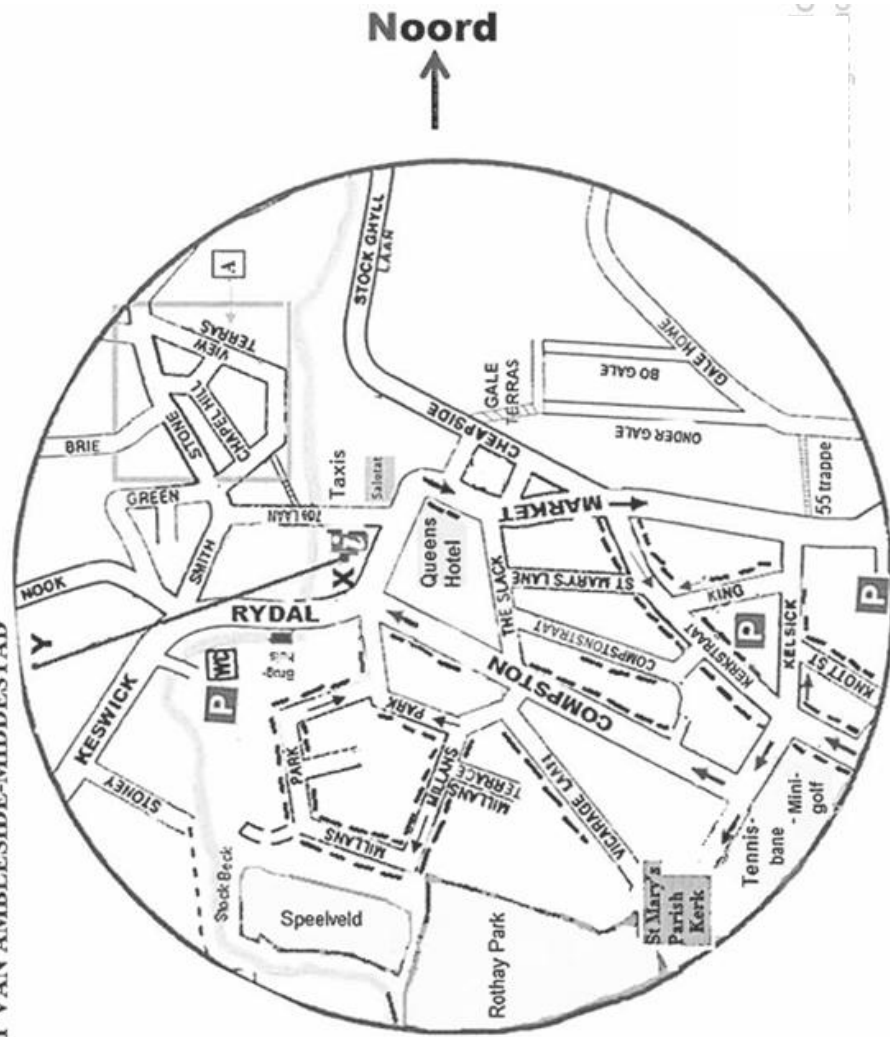 Noord
VAN AMBLESIDE-MIDDESTAD
STOCK GHYLL
LAAN
A
TERRAS
VIEW
CHAPEL HILL
STONE
BRIE
GREEN
SMITH
NOOK
Y
KESWICK
STONEY
RYDAL
X
Taxis
Salotat
LAAN
Queens
Hotel
CHEAPSIDE
GALE
TERRAS
BO GALE
ONDER GALE
GALE HOWE
55 trappe
MARKET
THE SLACK
ST MARY'S LANE
COMPSTONSTRAAT
COMPSTON
KERKSTRAAT
KING
KELSICK
KNOTT ST
P
P
P
WC
Brug-
huis
PARK
PARK
MILLANS
MILLANS
TERRACE
MILLANS
VICARAGE LAAN
Stock Beck
Speelveld
Rothay Park
St Mary's
Parish
Kerk
Tennis-
bane
- Mini-
golf